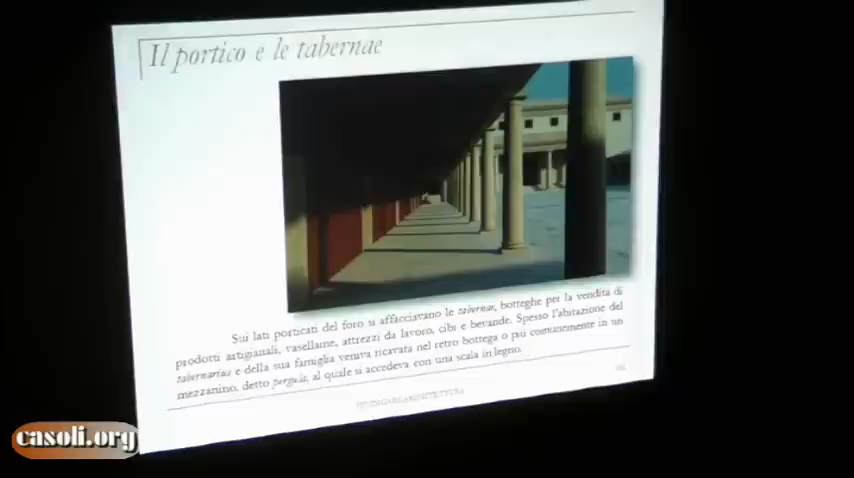 Il portico e le tabernae
Sui lati porticati del foro si affacciavano le tabernae, botteghe per la vendita di
prodotti artigianali, vasellame, attrezzi da lavoro, cibi e bevande. Spesso l'abitazione del
tabernarius e della sua famiglia veniva ricavata nel retro bottega o più comunemente in un
mezzanino, detto pergula, al quale si accedeva con una scala in legno.
casoli.org